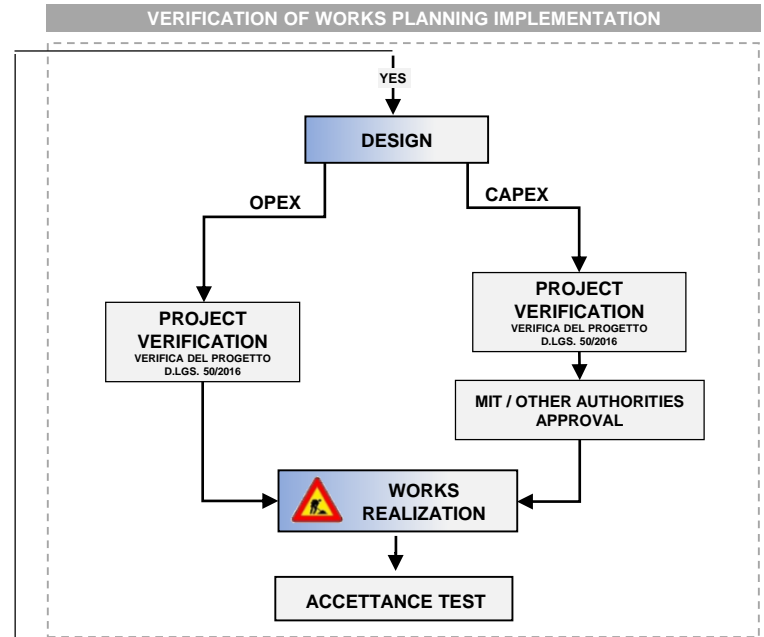 VERIFICATION OF WORKS PLANNING IMPLEMENTATION
YES
DESIGN
OPEX
CAPEX
PROJECT
VERIFICATION
VERIFICA DEL PROGETTO
D.LGS. 50/2016
PROJECT
VERIFICATION
VERIFICA DEL PROGETTO
D.LGS. 50/2016
MIT / OTHER AUTHORITIES
APPROVAL
WORKS
REALIZATION
ACCETTANCE TEST